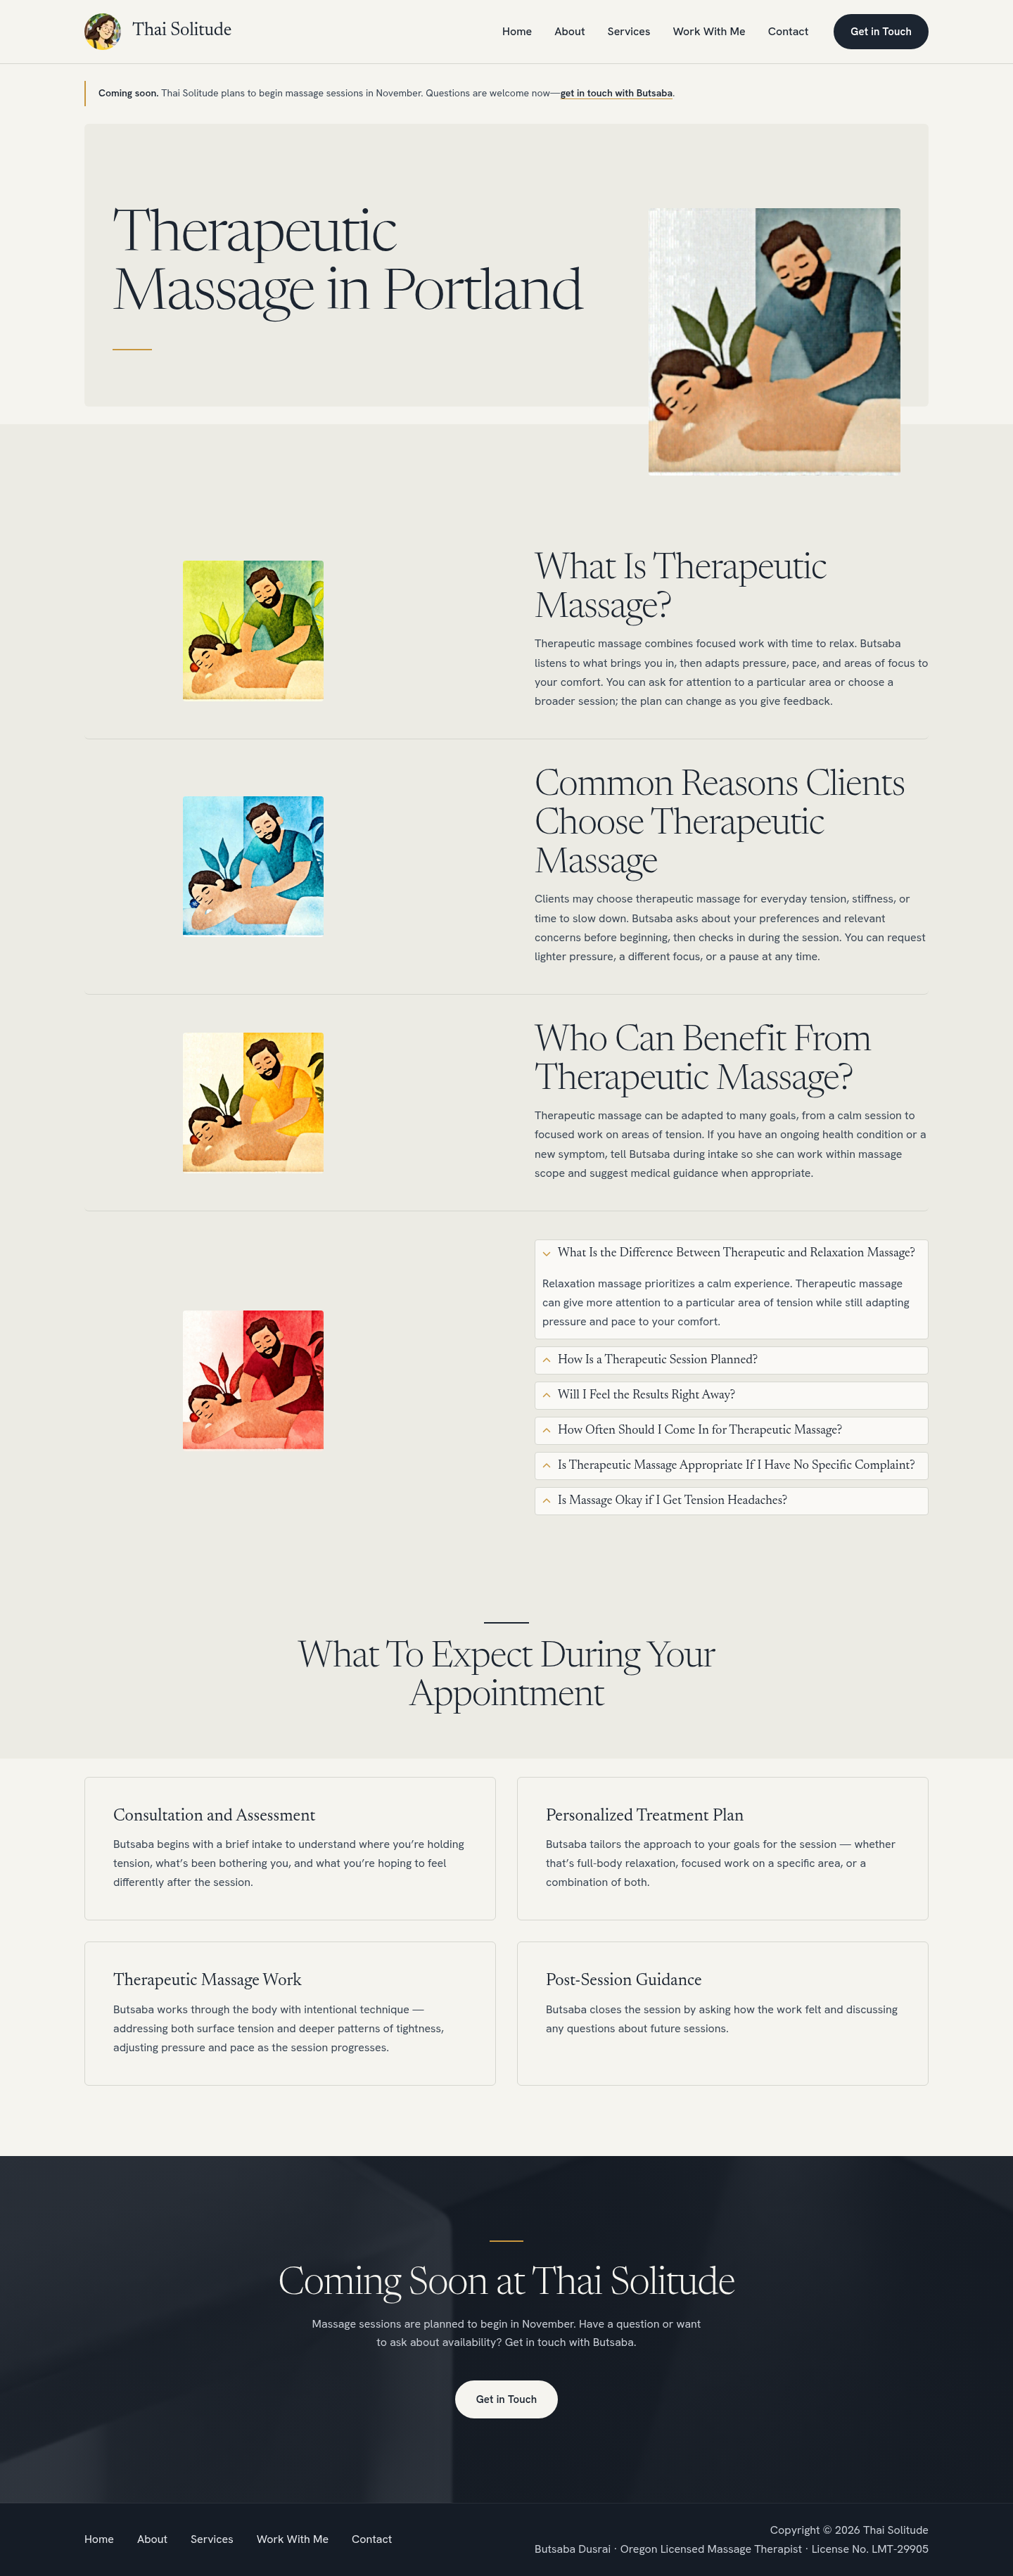 Thai Solitude
Home About Services Work With Me Contact Get in Touch
Coming soon. Thai Solitude plans to begin massage sessions in November. Questions are welcome now—get in touch with Butsaba.
Therapeutic
Massage in Portland
What Is Therapeutic
Massage?
Therapeutic massage combines focused work with time to relax. Butsaba
listens to what brings you in, then adapts pressure, pace, and areas of focus to
your comfort. You can ask for attention to a particular area or choose a
broader session; the plan can change as you give feedback.
Common Reasons Clients
Choose Therapeutic
Massage
Clients may choose therapeutic massage for everyday tension, stiffness, or
time to slow down. Butsaba asks about your preferences and relevant
concerns before beginning, then checks in during the session. You can request
lighter pressure, a different focus, or a pause at any time.
Who Can Benefit From
Therapeutic Massage?
Therapeutic massage can be adapted to many goals, from a calm session to
focused work on areas of tension. If you have an ongoing health condition or a
new symptom, tell Butsaba during intake so she can work within massage
scope and suggest medical guidance when appropriate.
What Is the Difference Between Therapeutic and Relaxation Massage?
Relaxation massage prioritizes a calm experience. Therapeutic massage
can give more attention to a particular area of tension while still adapting
pressure and pace to your comfort.
How Is a Therapeutic Session Planned?
Will I Feel the Results Right Away?
How Often Should I Come In for Therapeutic Massage?
Is Therapeutic Massage Appropriate If I Have No Specific Complaint?
Is Massage Okay if I Get Tension Headaches?
What To Expect During Your
Appointment
Consultation and Assessment
Butsaba begins with a brief intake to understand where you’re holding
tension, what’s been bothering you, and what you’re hoping to feel
differently after the session.
Personalized Treatment Plan
Butsaba tailors the approach to your goals for the session — whether
that’s full-body relaxation, focused work on a specific area, or a
combination of both.
Therapeutic Massage Work
Butsaba works through the body with intentional technique —
addressing both surface tension and deeper patterns of tightness,
adjusting pressure and pace as the session progresses.
Post-Session Guidance
Butsaba closes the session by asking how the work felt and discussing
any questions about future sessions.
Coming Soon at Thai Solitude
Massage sessions are planned to begin in November. Have a question or want
to ask about availability? Get in touch with Butsaba.
Get in Touch
Home About Services Work With Me Contact
Copyright © 2026 Thai Solitude
Butsaba Dusrai · Oregon Licensed Massage Therapist · License No. LMT-29905